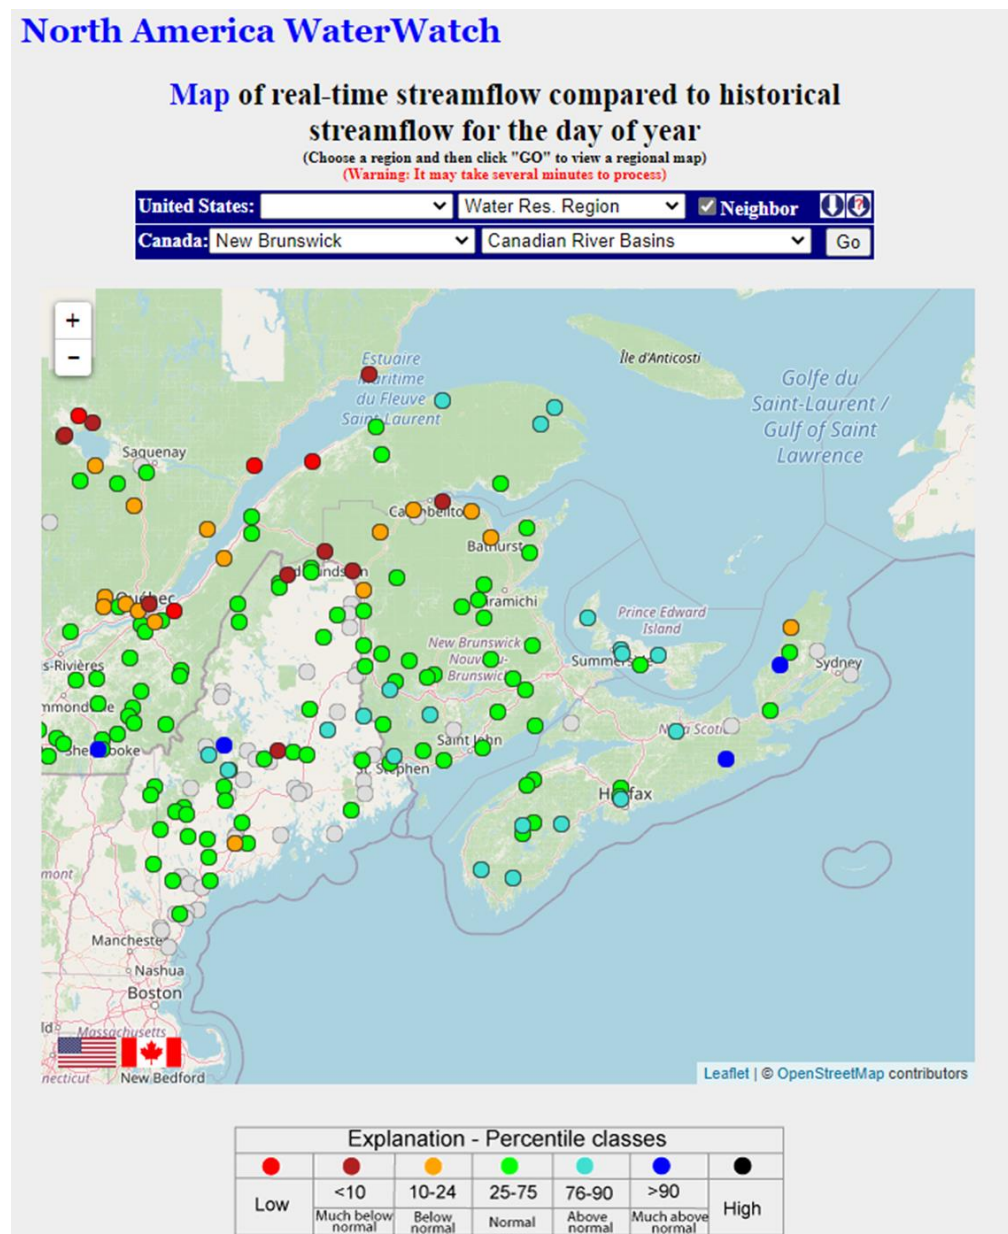 North America WaterWatch
Map of real-time streamflow compared to historical
streamflow for the day of year
(Choose a region and then click "GO" to view a regional map)
(Warning: It may take several minutes to process)
United States: Water Res. Region Neighbor
Canada: New Brunswick Canadian River Basins Go
+
−
Estuaire
maritime
du Fleuve
Saint-Laurent
Île d'Anticosti
Golfe du
Saint-Laurent /
Gulf of Saint
Lawrence
Saguenay
Bathurst
Québec
Prince Edward
Island
New Brunswick
Sydney
Saint John
St. Stephen
Halifax
Manchester
Nashua
Boston
Massachusetts
New Bedford
Leaflet | © OpenStreetMap contributors
Explanation - Percentile classes
Low <10 10-24 25-75 76-90 >90 High
Much below
normal
Below
normal
Normal
Above
normal
Much above
normal